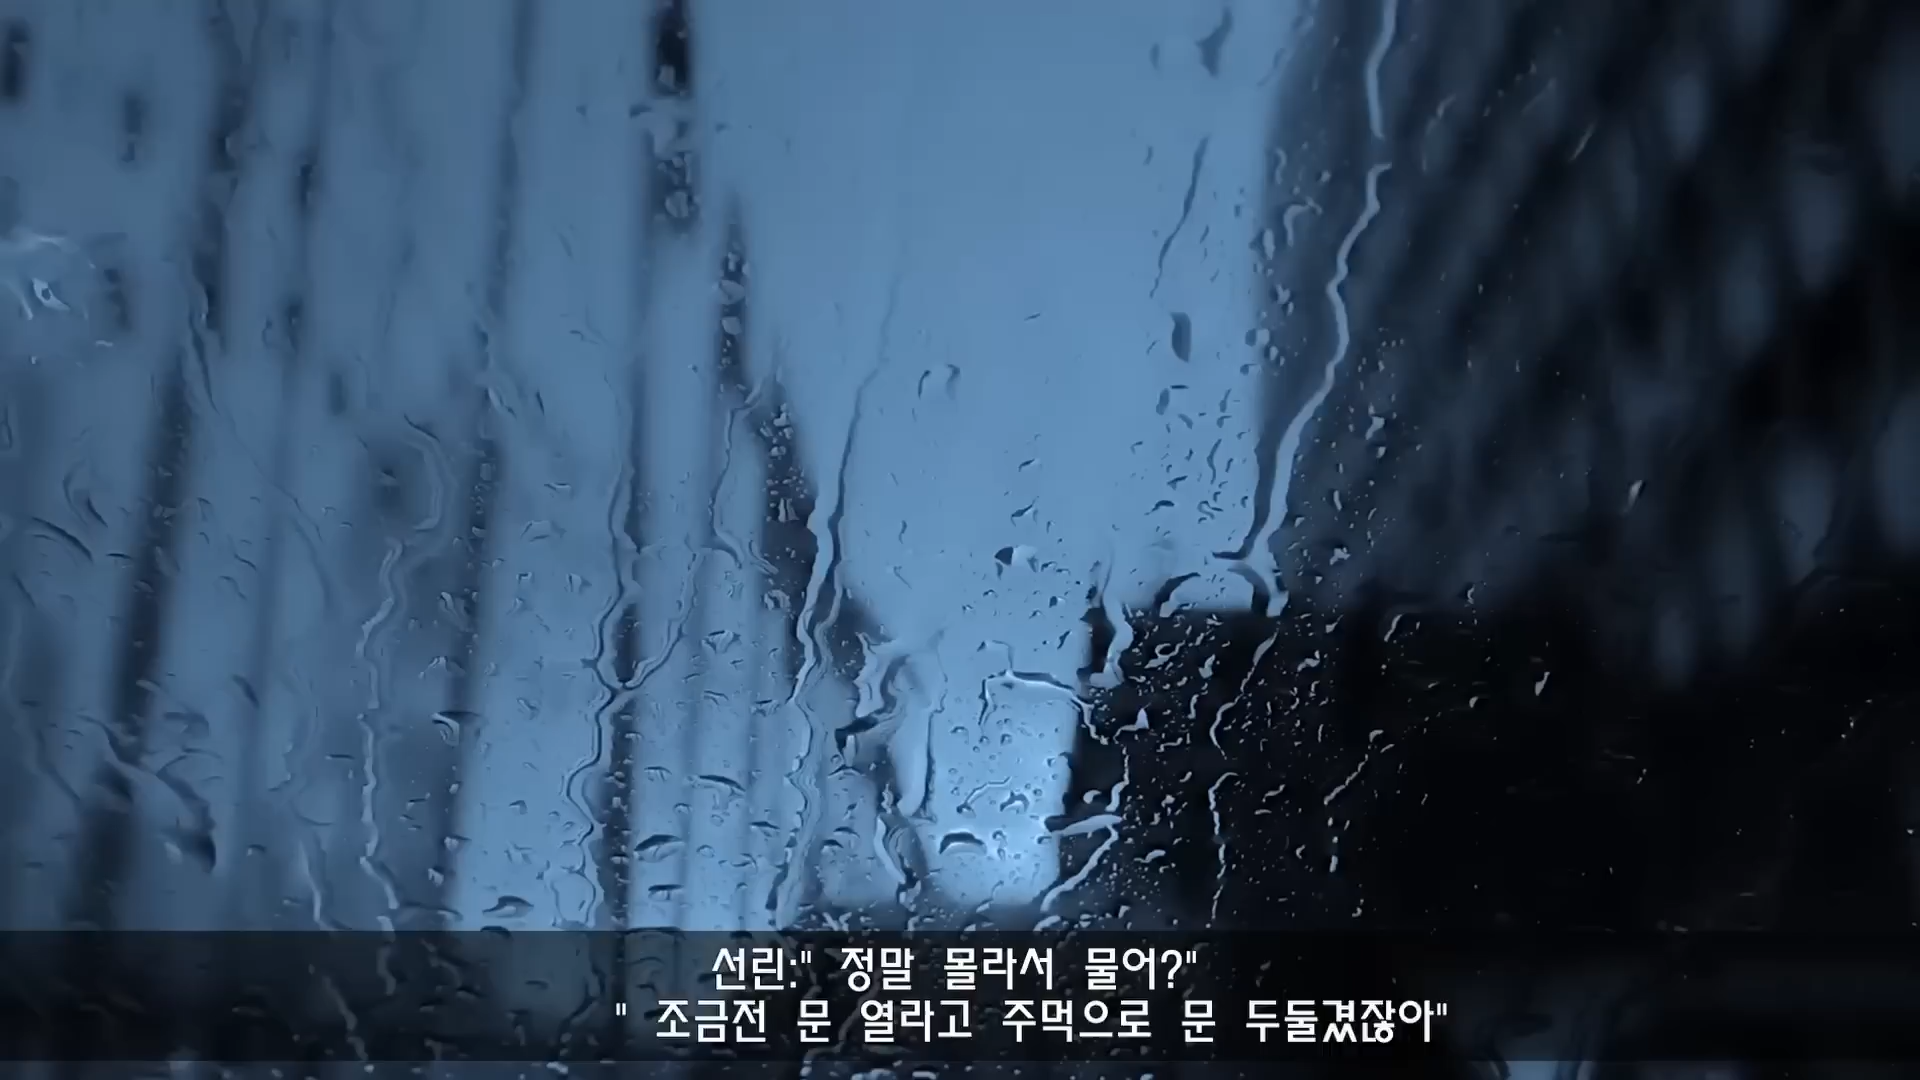 선린:" 정말 몰라서 물어?"
" 조금전 문 열라고 주먹으로 문 두둘겼잖아"